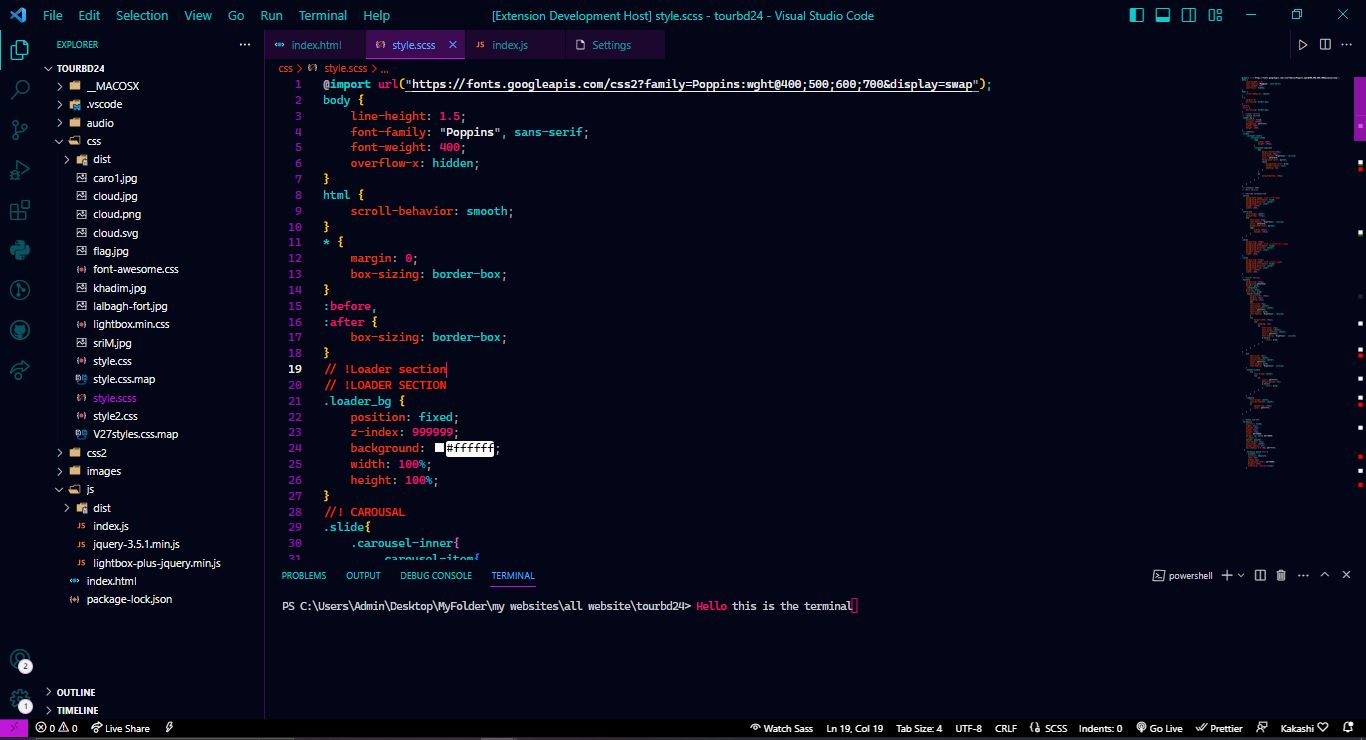 File Edit Selection View Go Run Terminal Help [Extension Development Host] style.scss - tourbd24 - Visual Studio Code
EXPLORER
TOURBD24
__MACOSX
.vscode
audio
css
dist
caro1.jpg
cloud.jpg
cloud.png
cloud.svg
flag.jpg
font-awesome.css
khadim.jpg
lalbagh-fort.jpg
lightbox.min.css
sriM.jpg
style.css
style.css.map
style.scss
style2.css
V27styles.css.map
css2
images
js
dist
index.js
jquery-3.5.1.min.js
lightbox-plus-jquery.min.js
index.html
package-lock.json
OUTLINE
TIMELINE
index.html style.scss index.js Settings
css > style.scss > ...
1 @import url("https://fonts.googleapis.com/css2?family=Poppins:wght@400;500;600;700&display=swap");
2 body {
3 line-height: 1.5;
4 font-family: "Poppins", sans-serif;
5 font-weight: 400;
6 overflow-x: hidden;
7 }
8 html {
9 scroll-behavior: smooth;
10 }
11 * {
12 margin: 0;
13 box-sizing: border-box;
14 }
15 :before,
16 :after {
17 box-sizing: border-box;
18 }
19 // !Loader section
20 // !LOADER SECTION
21 .loader_bg {
22 position: fixed;
23 z-index: 999999;
24 background: #ffffff;
25 width: 100%;
26 height: 100%;
27 }
28 //! CAROUSAL
29 .slide{
30 .carousel-inner{
31 .carousel-item{
PROBLEMS OUTPUT DEBUG CONSOLE TERMINAL
powershell
PS C:\Users\Admin\Desktop\MyFolder\my websites\all website\tourbd24> Hello this is the terminal
2
1
0 0 Live Share
Watch Sass Ln 19, Col 19 Tab Size: 4 UTF-8 CRLF SCSS Indents: 0 Go Live Prettier Kakashi